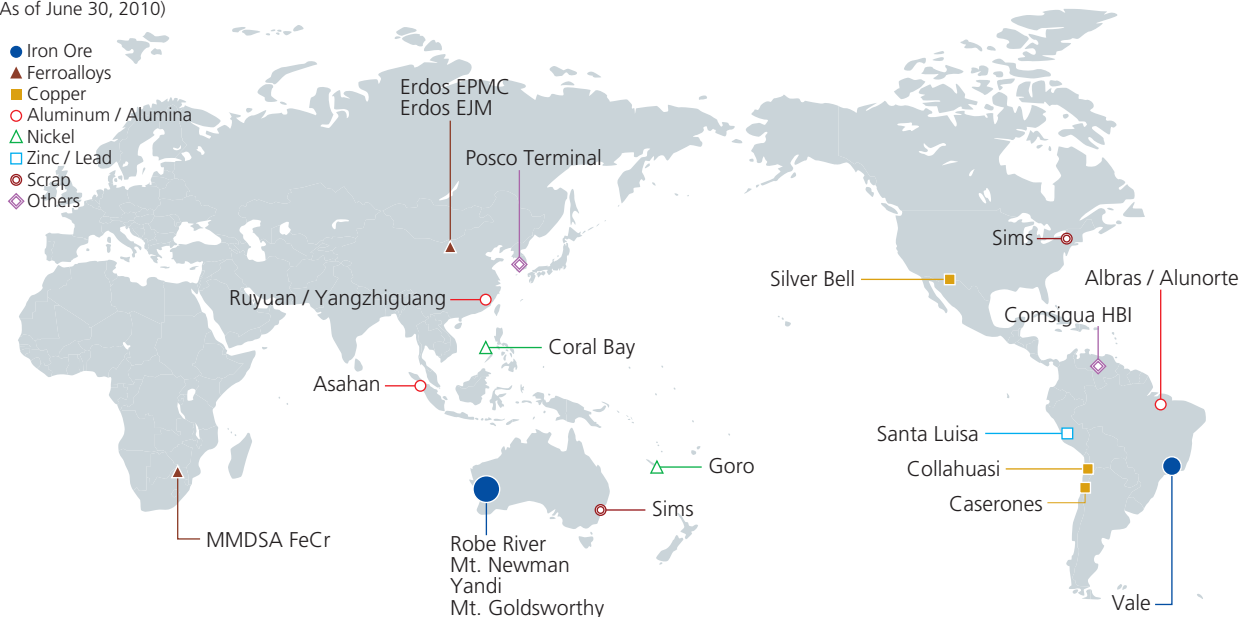 As of June 30, 2010)
Iron Ore
Ferroalloys
Copper
Aluminum / Alumina
Nickel
Zinc / Lead
Scrap
Others
Erdos EPMC
Erdos EJM
Posco Terminal
Sims
Silver Bell
Albras / Alunorte
Ruyuan / Yangzhiguang
Comsigua HBI
Coral Bay
Asahan
Santa Luisa
Goro
Collahuasi
Caserones
Sims
MMDSA FeCr
Robe River
Mt. Newman
Yandi
Mt. Goldsworthy
Vale